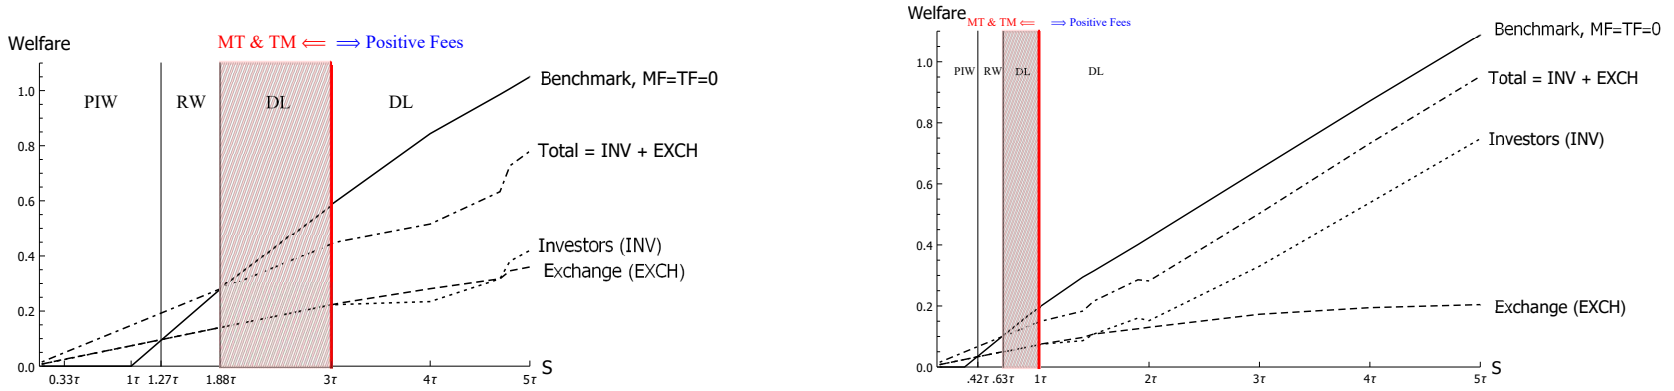 Welfare
MT & TM ⇐ ⇒ Positive Fees
PIW RW DL DL
Benchmark, MF=TF=0
Total = INV + EXCH
Investors (INV)
Exchange (EXCH)
1.0
0.8
0.6
0.4
0.2
0.0
0.33τ 1τ 1.27τ 1.88τ 3τ 4τ 5τ
S
Welfare
MT & TM ⇐ ⇒ Positive Fees
PIW RW DL DL
Benchmark, MF=TF=0
Total = INV + EXCH
Investors (INV)
Exchange (EXCH)
1.0
0.8
0.6
0.4
0.2
0.0
.42τ .63τ 1τ 2τ 3τ 4τ 5τ
S